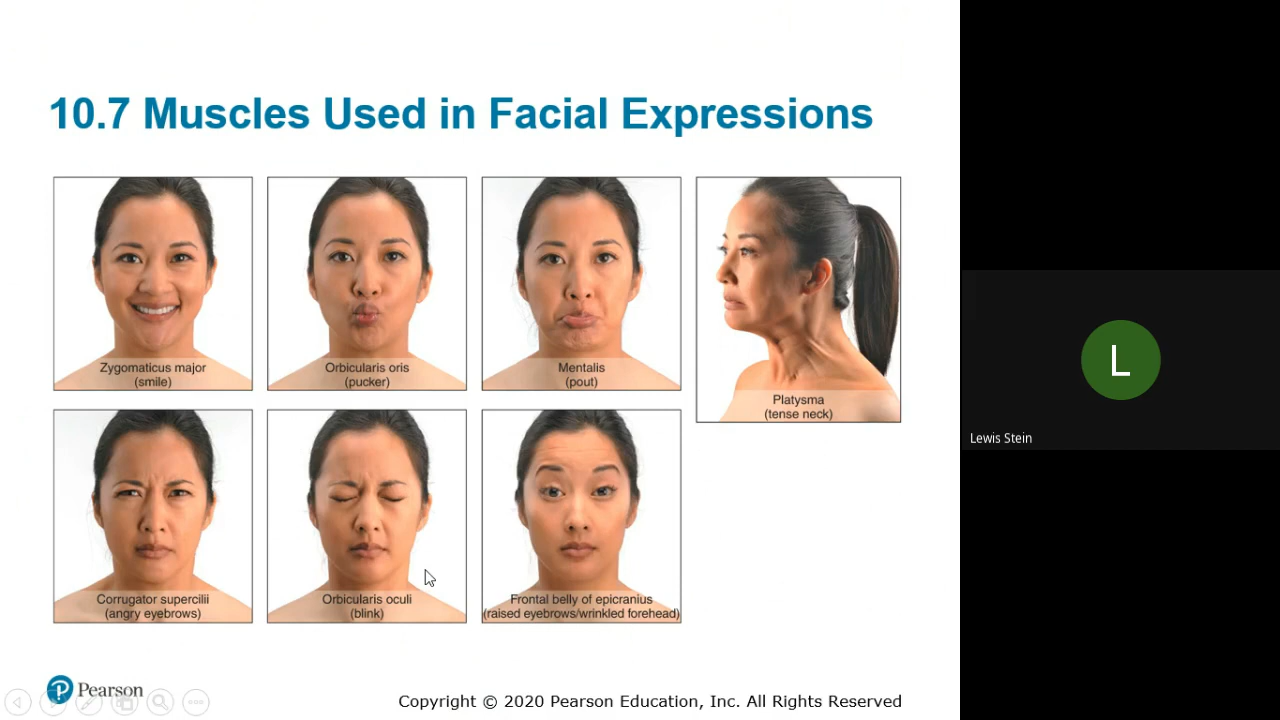 10.7 Muscles Used in Facial Expressions
Zygomaticus major
(smile)
Orbicularis oris
(pucker)
Mentalis
(pout)
Platysma
(tense neck)
Corrugator supercilii
(angry eyebrows)
Orbicularis oculi
(blink)
Frontal belly of epicranius
(raised eyebrows/wrinkled forehead)
P Pearson
Copyright © 2020 Pearson Education, Inc. All Rights Reserved
L
Lewis Stein